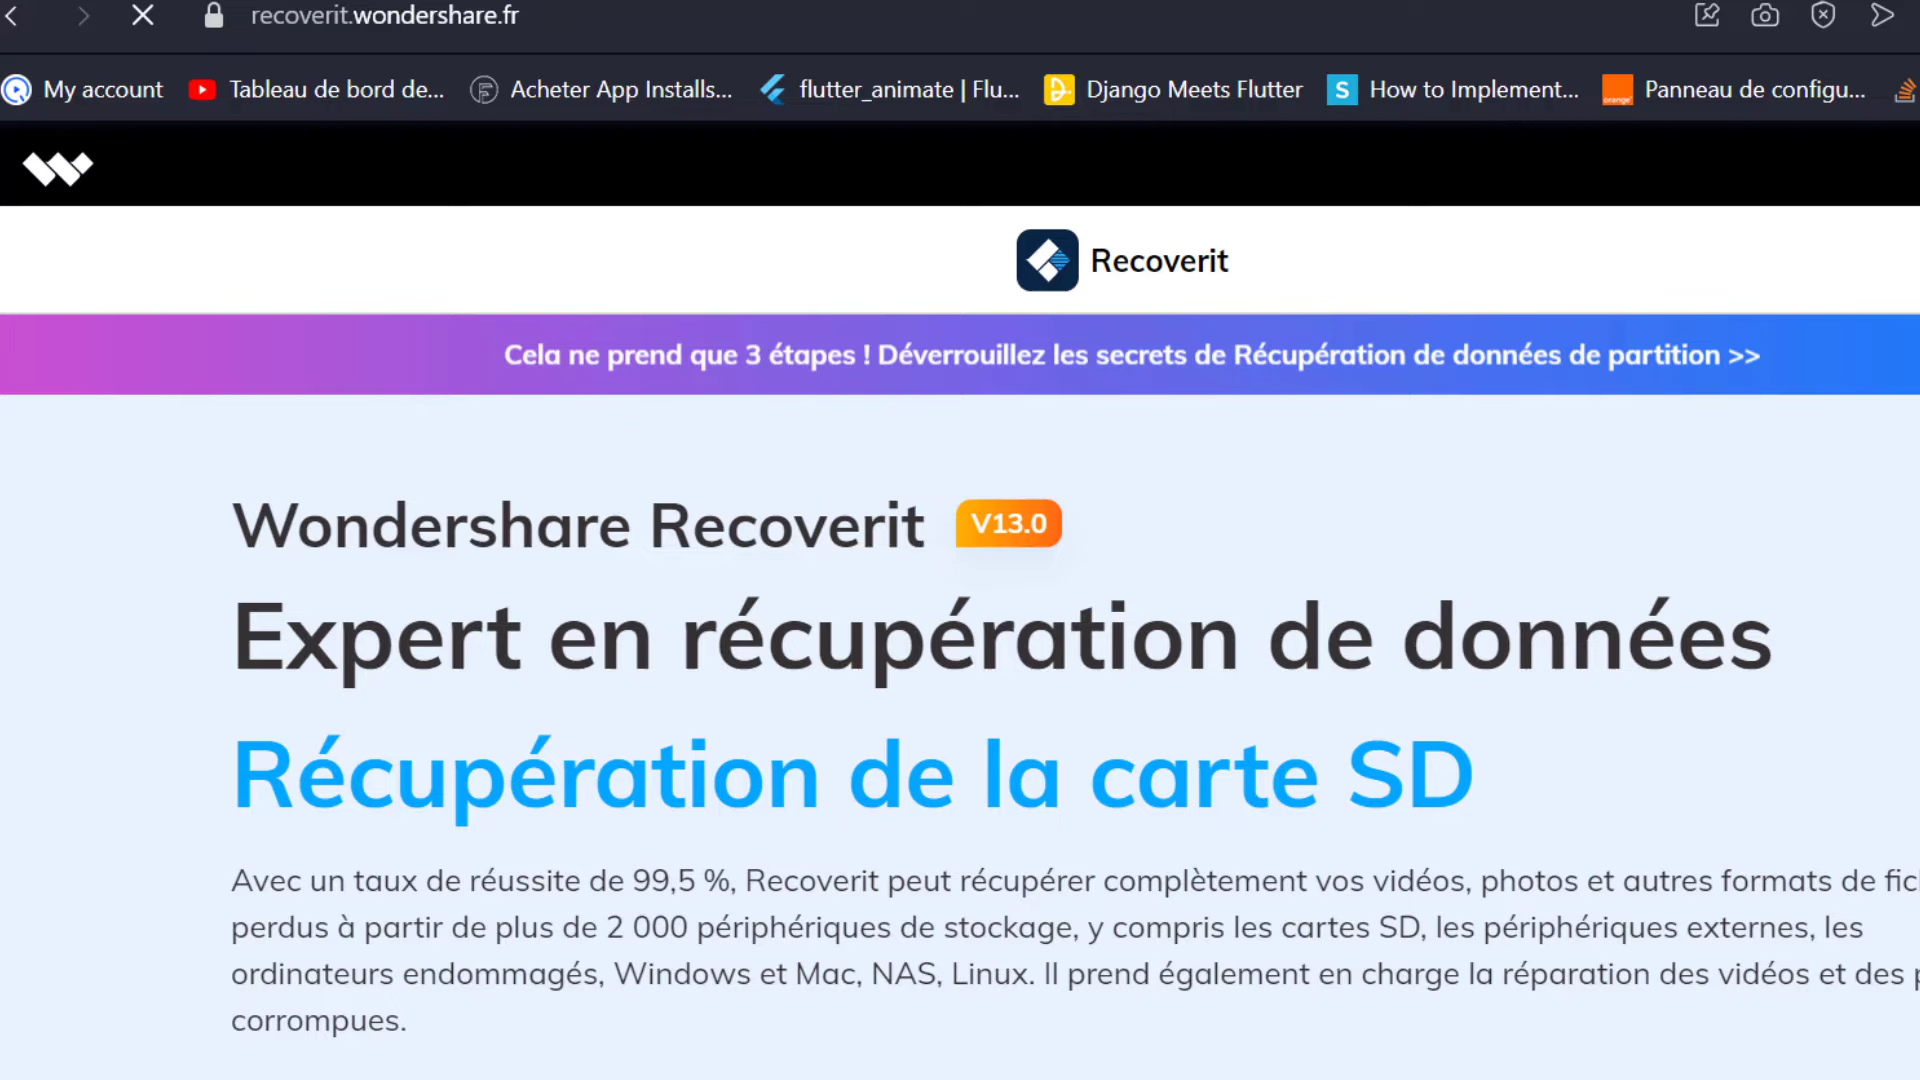 recoverit.wondershare.fr
My account
Tableau de bord de...
Acheter App Installs...
flutter_animate | Flu...
Django Meets Flutter
S How to Implement...
orange Panneau de configu...
Recoverit
Cela ne prend que 3 étapes ! Déverrouillez les secrets de Récupération de données de partition >>
Wondershare Recoverit V13.0
Expert en récupération de données
Récupération de la carte SD
Avec un taux de réussite de 99,5 %, Recoverit peut récupérer complètement vos vidéos, photos et autres formats de
perdus à partir de plus de 2 000 périphériques de stockage, y compris les cartes SD, les périphériques externes, les
ordinateurs endommagés, Windows et Mac, NAS, Linux. Il prend également en charge la réparation des vidéos et des
corrompues.